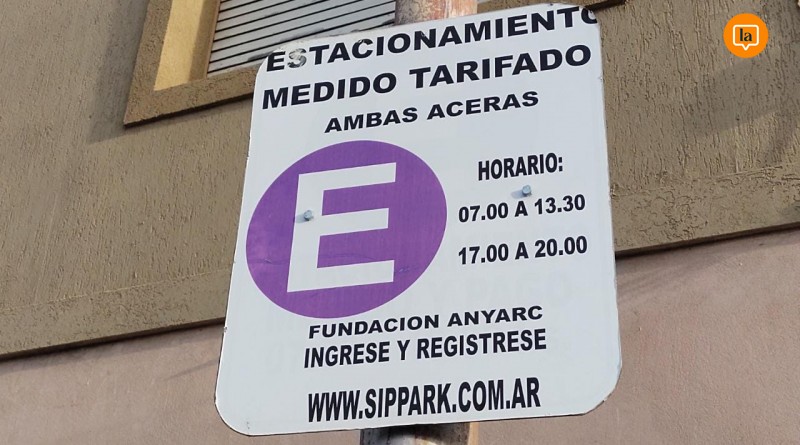 la
ESTACIONAMIENTO
MEDIDO TARIFADO
AMBAS ACERAS
E
HORARIO:
07.00 A 13.30
17.00 A 20.00
FUNDACION ANYARC
INGRESE Y REGISTRESE
WWW.SIPPARK.COM.AR